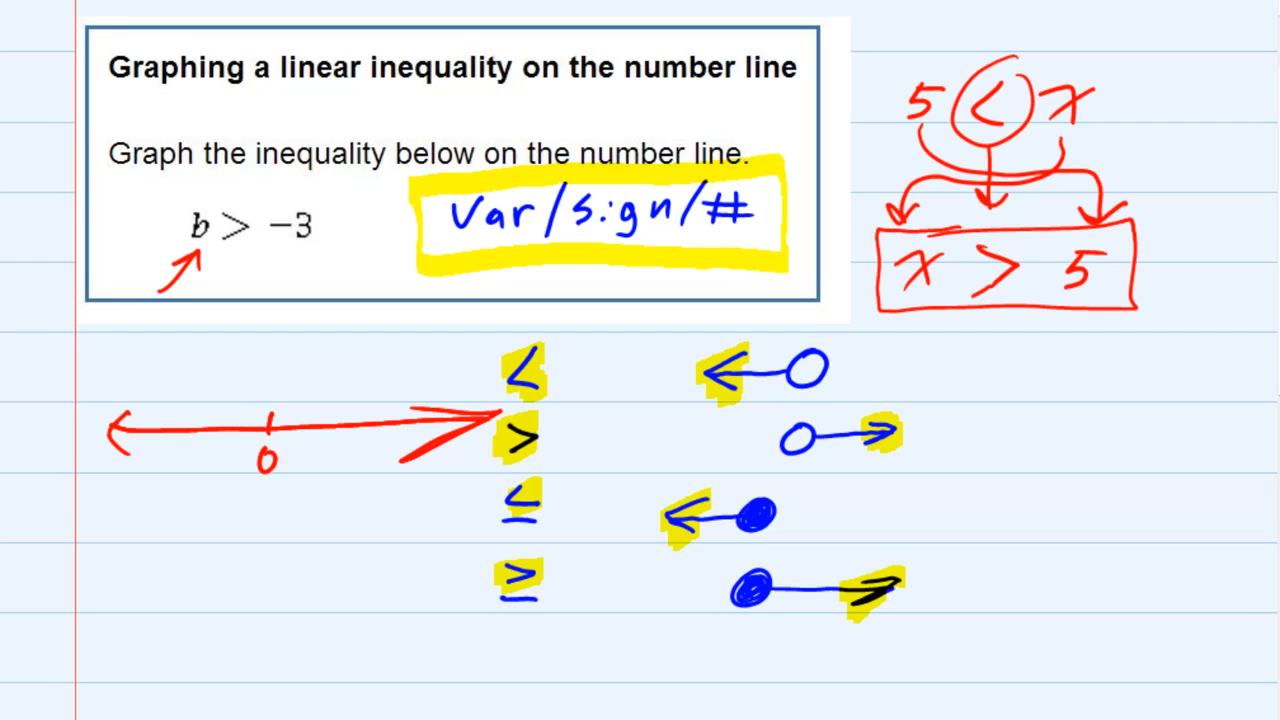 Graphing a linear inequality on the number line
Graph the inequality below on the number line.
b > −3
Var/sign/#
5 < x
x > 5
<
>
≤
≥
0